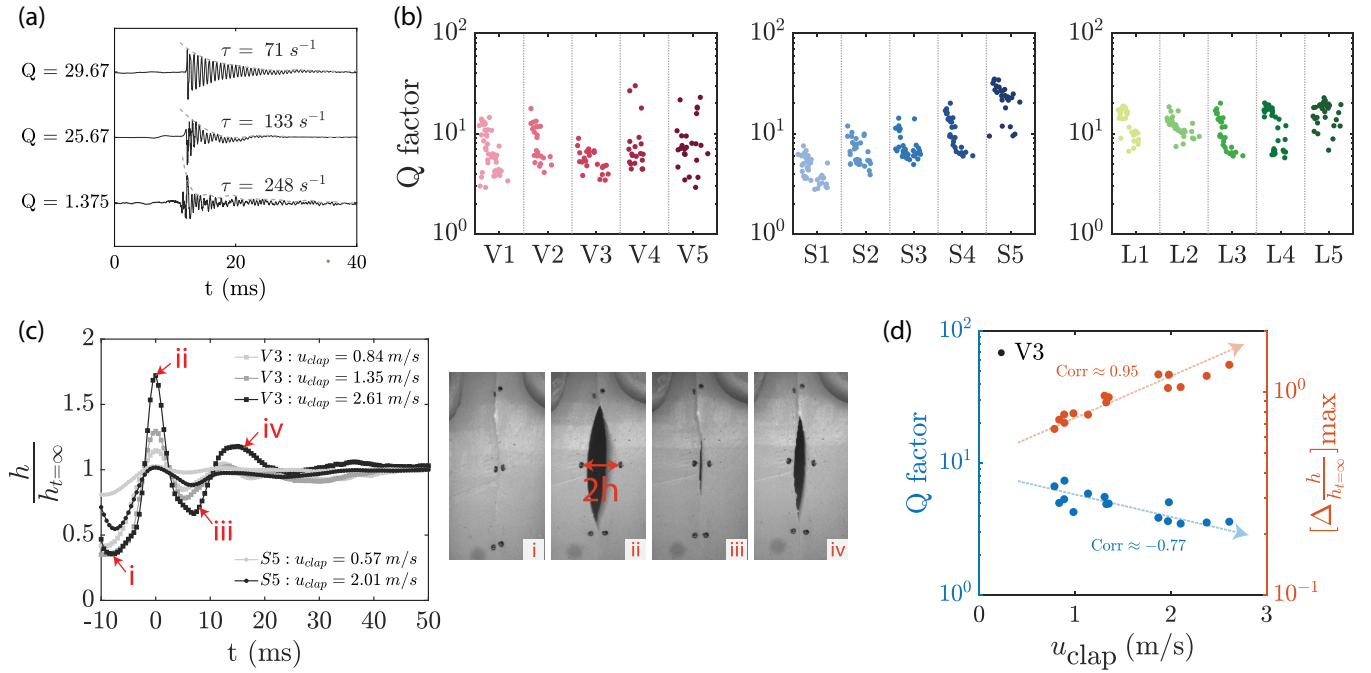 (a)
Q = 29.67
τ = 71 s⁻¹
Q = 25.67
τ = 133 s⁻¹
Q = 1.375
τ = 248 s⁻¹
0 20 40
t (ms)
(b)
Q factor
10²
10¹
10⁰
V1 V2 V3 V4 V5
10²
10¹
10⁰
S1 S2 S3 S4 S5
10²
10¹
10⁰
L1 L2 L3 L4 L5
(c)
h/h_{t=∞}
2
1.5
1
0.5
0
V3 : u_clap = 0.84 m/s
V3 : u_clap = 1.35 m/s
V3 : u_clap = 2.61 m/s
ii
iv
iii
i
S5 : u_clap = 0.57 m/s
S5 : u_clap = 2.01 m/s
-10 0 10 20 30 40 50
t (ms)
2h
i ii iii iv
(d)
Q factor
10²
10¹
10⁰
V3
Corr ≈ 0.95
Corr ≈ −0.77
10⁰
10⁻¹
[Δ h/h_{t=∞}] max
0 1 2 3
u_clap (m/s)